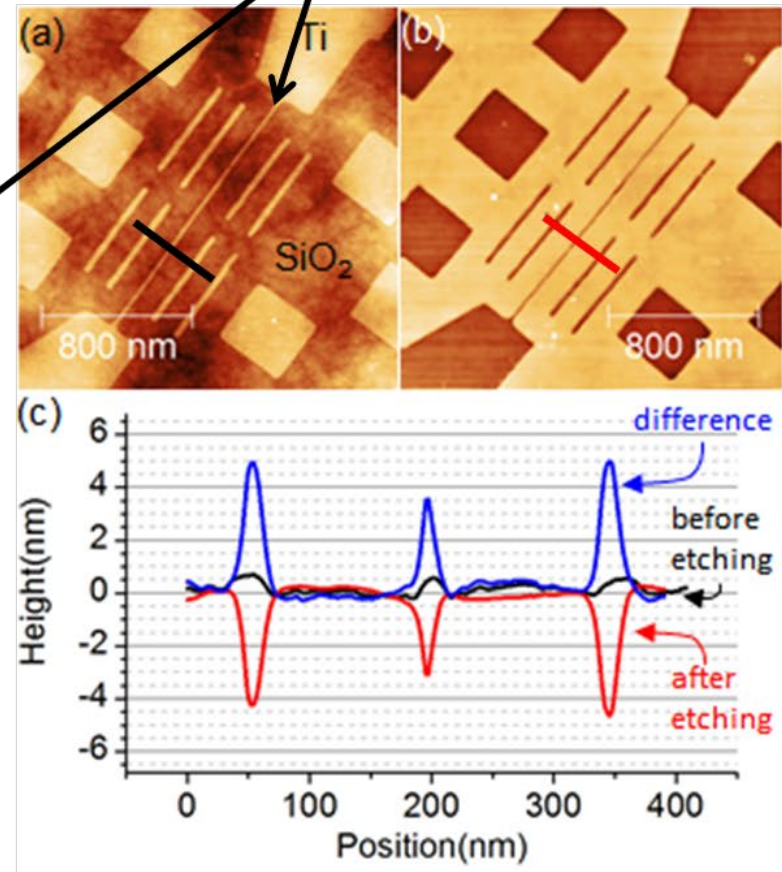 (a)
Ti
SiO₂
800 nm
(b)
800 nm
(c)
difference
before
etching
after
etching
Height(nm)
6
4
2
0
-2
-4
-6
0 100 200 300 400
Position(nm)